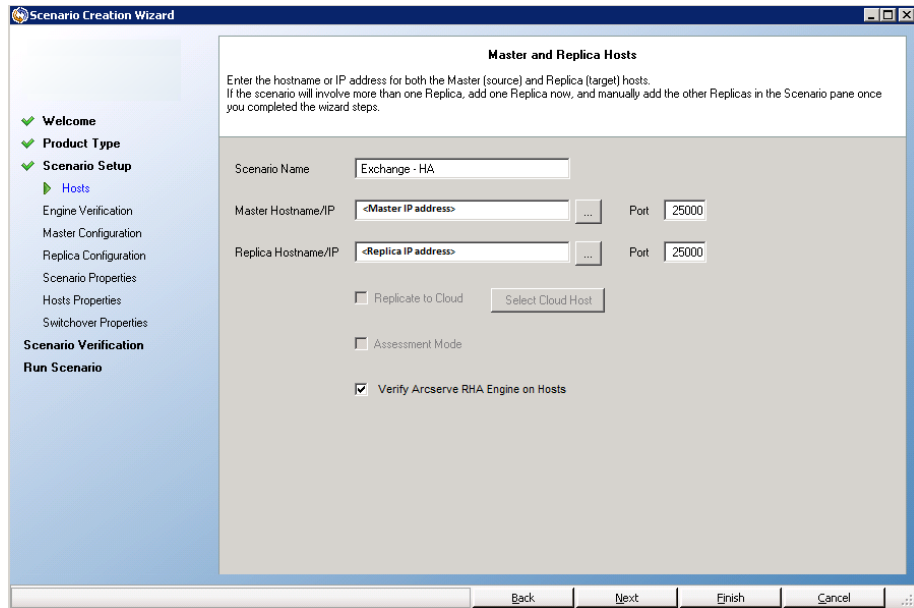 Scenario Creation Wizard
Master and Replica Hosts
Enter the hostname or IP address for both the Master (source) and Replica (target) hosts.
If the scenario will involve more than one Replica, add one Replica now, and manually add the other Replicas in the Scenario pane once
you completed the wizard steps.
Welcome
Product Type
Scenario Setup
Hosts
Engine Verification
Master Configuration
Replica Configuration
Scenario Properties
Hosts Properties
Switchover Properties
Scenario Verification
Run Scenario
Scenario Name Exchange - HA
Master Hostname/IP <Master IP address> ... Port 25000
Replica Hostname/IP <Replica IP address> ... Port 25000
Replicate to Cloud Select Cloud Host
Assessment Mode
Verify Arcserve RHA Engine on Hosts
Back Next Finish Cancel